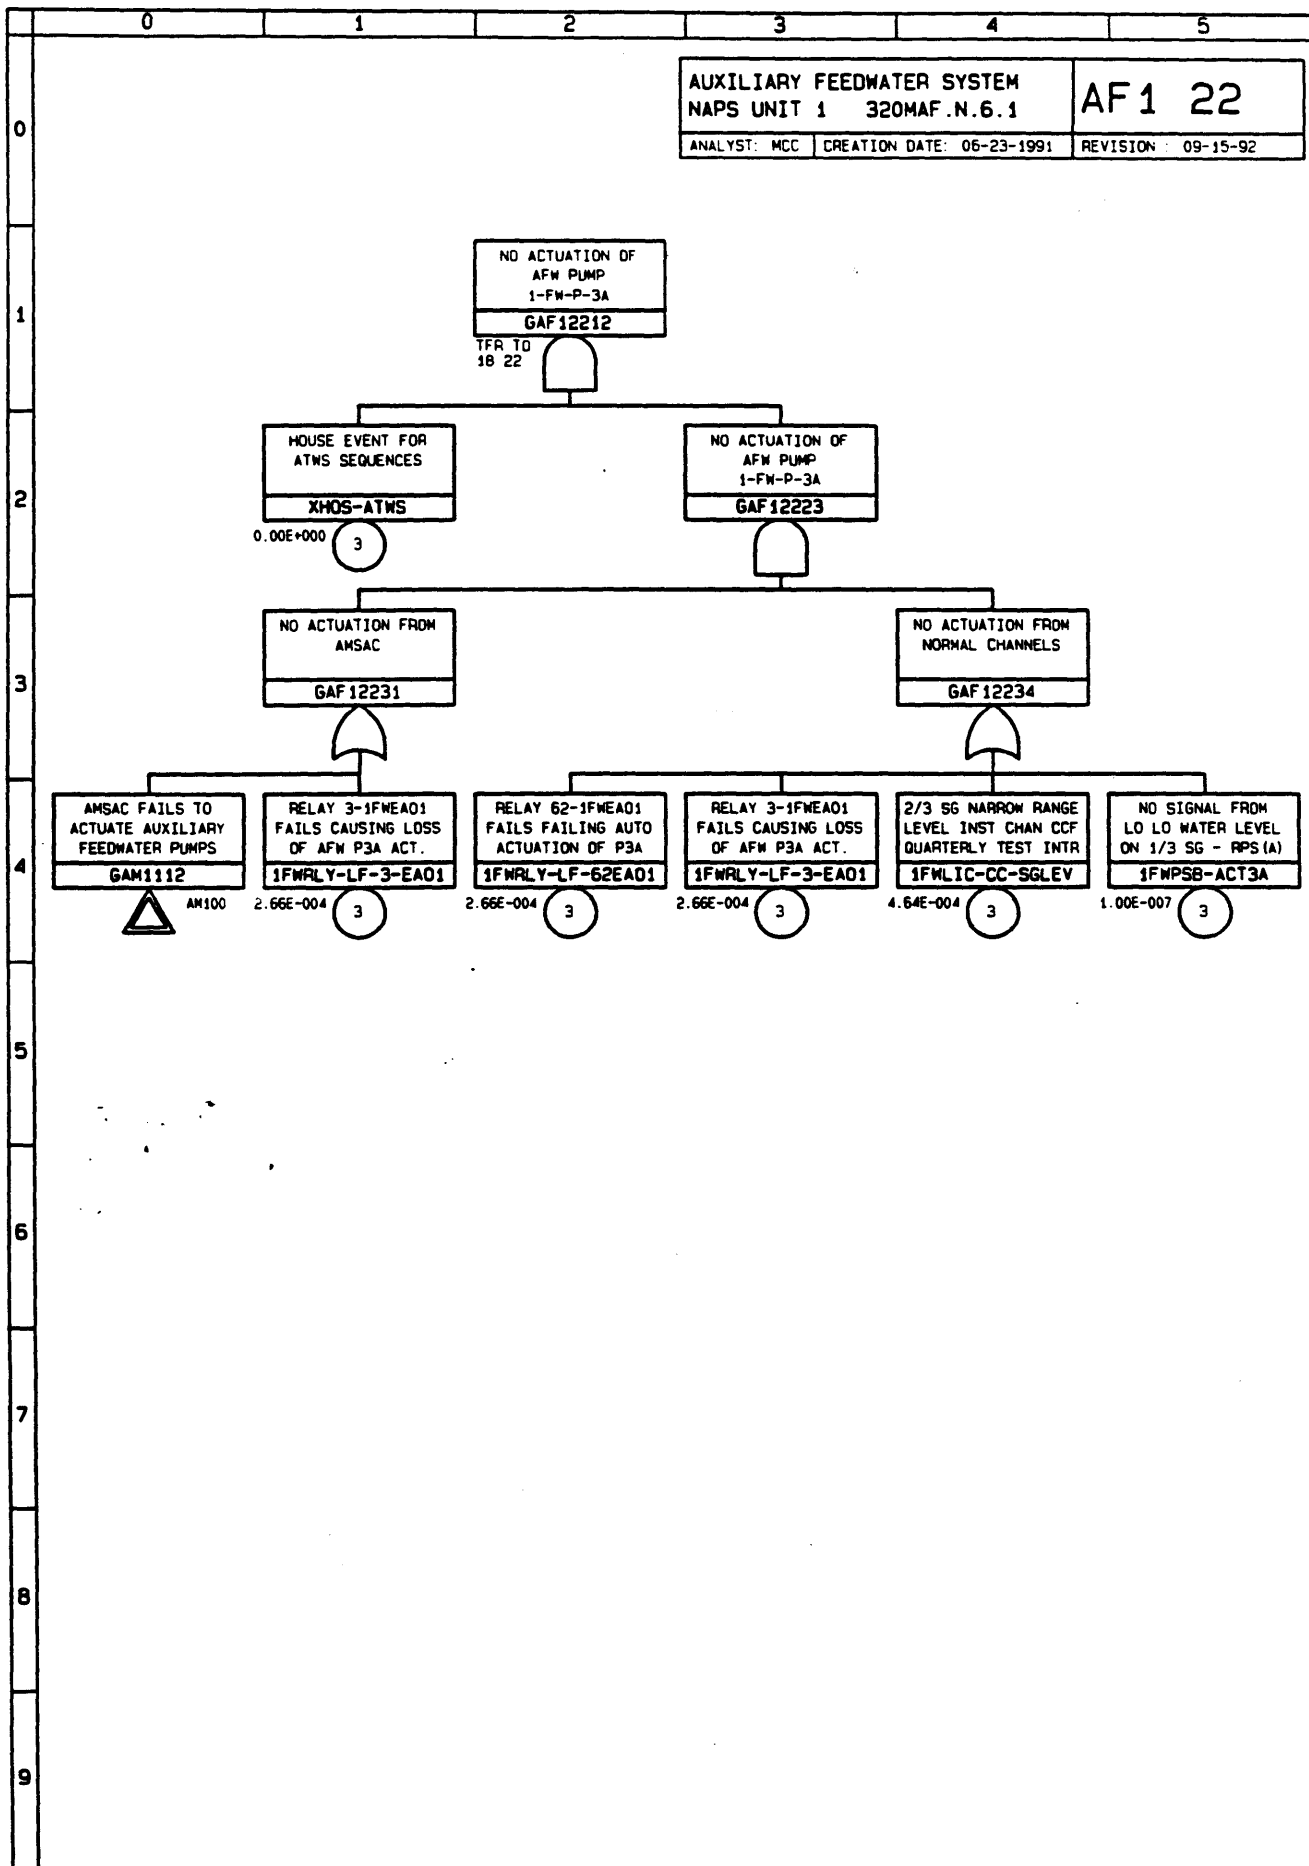 0 1 2 3 4 5
AUXILIARY FEEDWATER SYSTEM
NAPS UNIT 1 320MAF.N.6.1
AF1 22
ANALYST: MCC
CREATION DATE: 06-23-1991
REVISION : 09-15-92
0
NO ACTUATION OF
AFW PUMP
1-FW-P-3A
GAF12212
TFR TO
1B 22
1
HOUSE EVENT FOR
ATWS SEQUENCES
XHOS-ATWS
0.00E+000
3
NO ACTUATION OF
AFW PUMP
1-FW-P-3A
GAF12223
2
NO ACTUATION FROM
AMSAC
GAF12231
NO ACTUATION FROM
NORMAL CHANNELS
GAF12234
3
AMSAC FAILS TO
ACTUATE AUXILIARY
FEEDWATER PUMPS
GAM1112
AM100
RELAY 3-1FWEA01
FAILS CAUSING LOSS
OF AFW P3A ACT.
1FWRLY-LF-3-EA01
2.66E-004
3
RELAY 62-1FWEA01
FAILS FAILING AUTO
ACTUATION OF P3A
1FWRLY-LF-62EA01
2.66E-004
3
RELAY 3-1FWEA01
FAILS CAUSING LOSS
OF AFW P3A ACT.
1FWRLY-LF-3-EA01
2.66E-004
3
2/3 SG NARROW RANGE
LEVEL INST CHAN CCF
QUARTERLY TEST INTR
1FWLIC-CC-SGLEV
4.64E-004
3
NO SIGNAL FROM
LO LO WATER LEVEL
ON 1/3 SG - RPS(A)
1FWPSB-ACT3A
1.00E-007
3
4
5
6
7
8
9